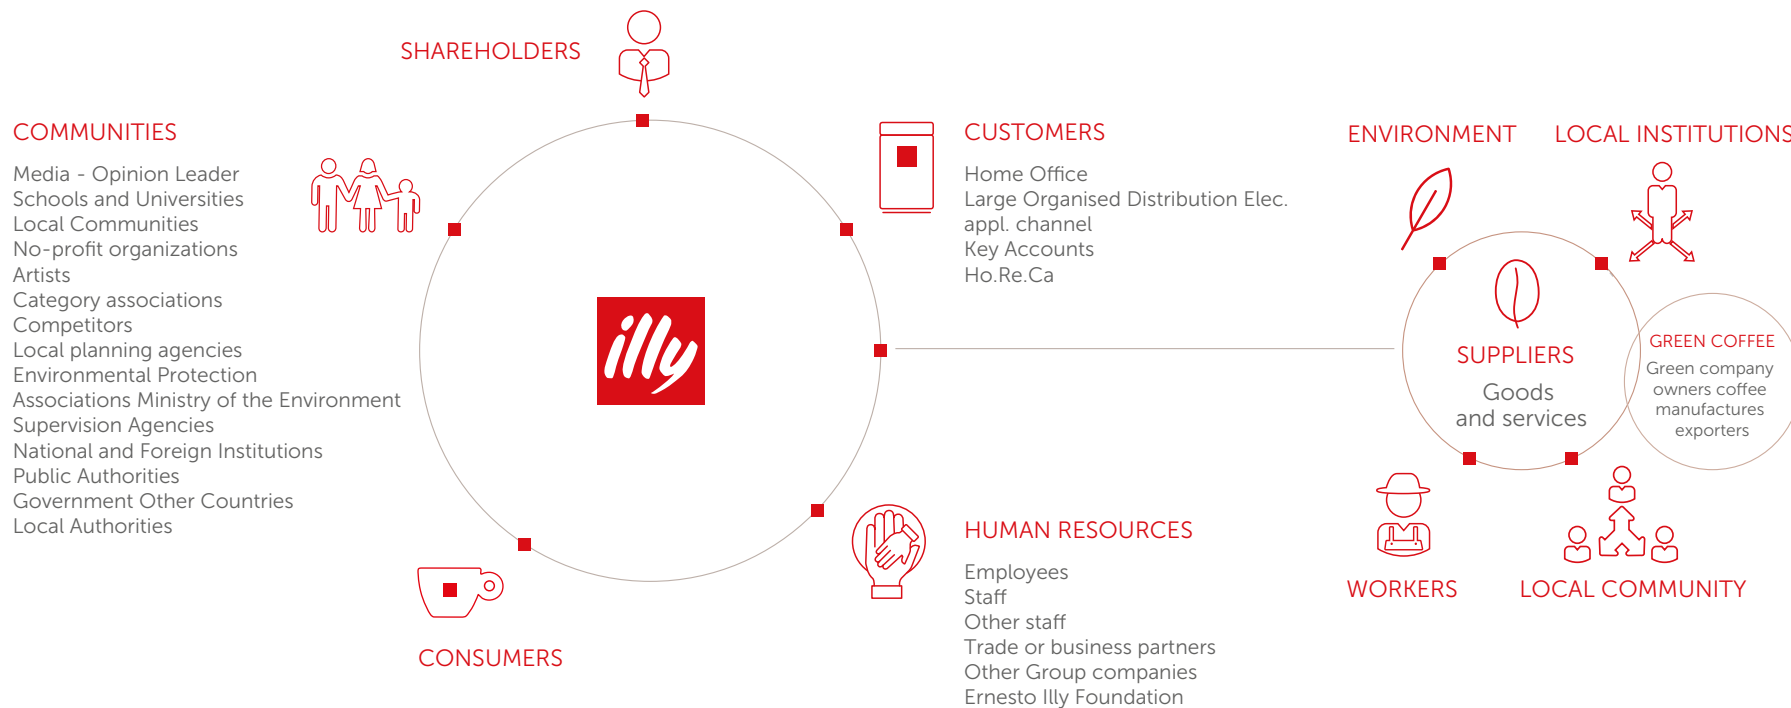 SHAREHOLDERS
COMMUNITIES
Media - Opinion Leader
Schools and Universities
Local Communities
No-profit organizations
Artists
Category associations
Competitors
Local planning agencies
Environmental Protection
Associations Ministry of the Environment
Supervision Agencies
National and Foreign Institutions
Public Authorities
Government Other Countries
Local Authorities
illy
CONSUMERS
CUSTOMERS
Home Office
Large Organised Distribution Elec.
appl. channel
Key Accounts
Ho.Re.Ca
HUMAN RESOURCES
Employees
Staff
Other staff
Trade or business partners
Other Group companies
Ernesto Illy Foundation
ENVIRONMENT
LOCAL INSTITUTIONS
SUPPLIERS
Goods
and services
GREEN COFFEE
Green company
owners coffee
manufactures
exporters
WORKERS
LOCAL COMMUNITY